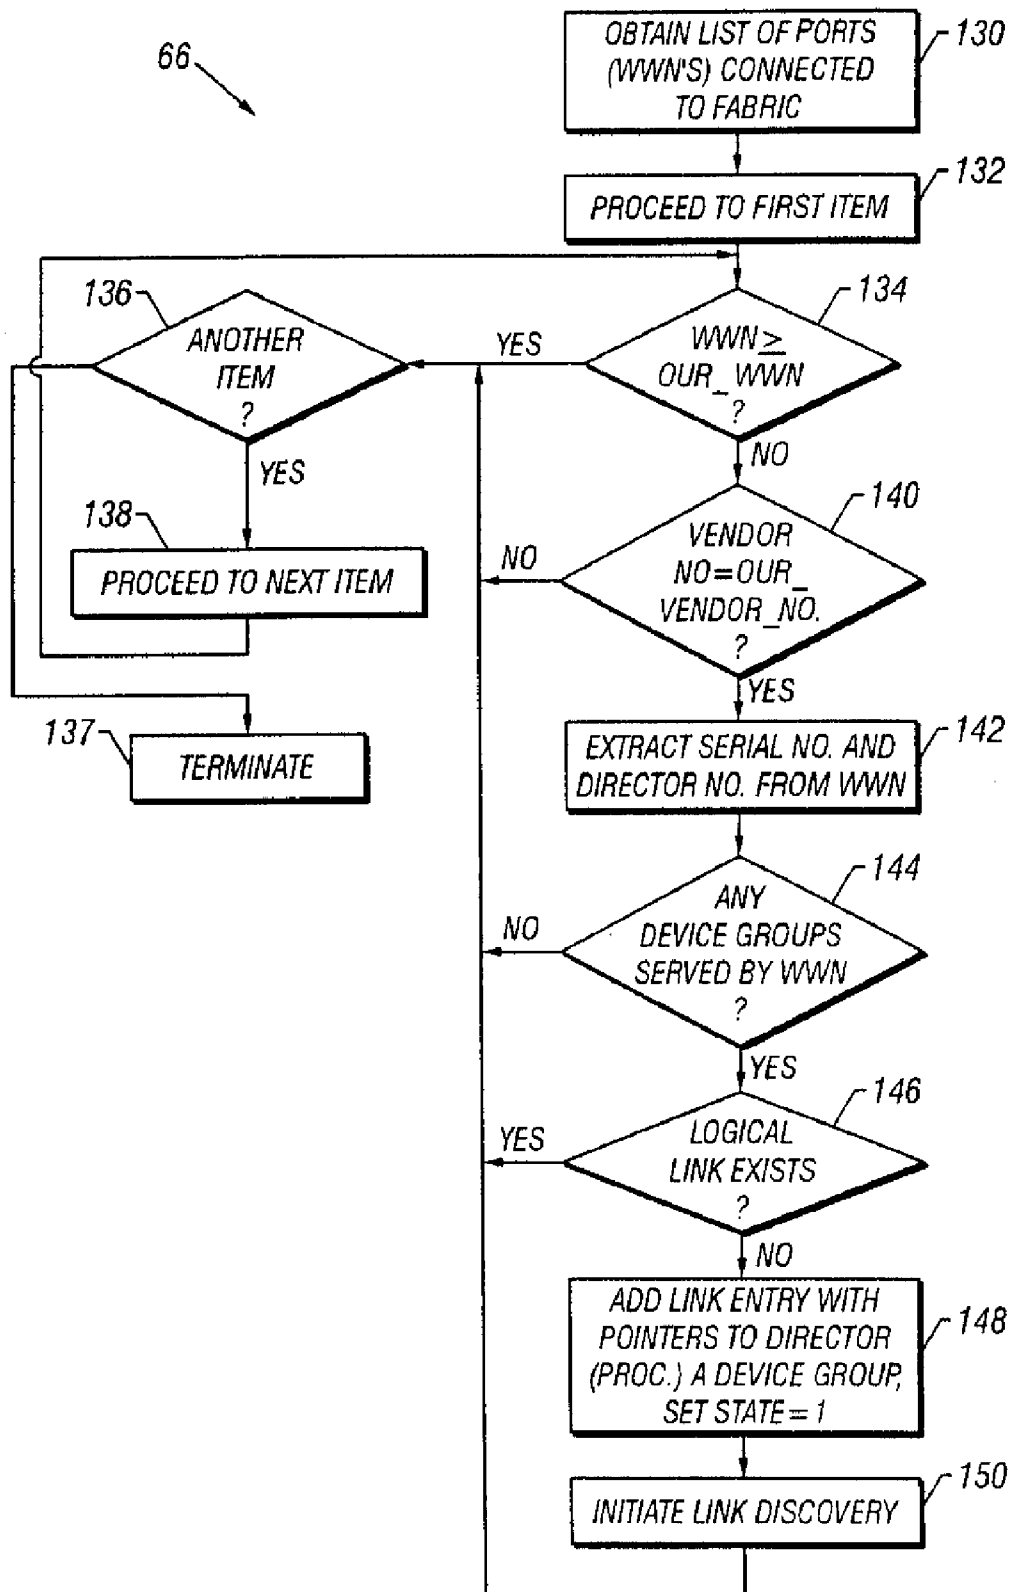 66
OBTAIN LIST OF PORTS
(WWN'S) CONNECTED
TO FABRIC
130
PROCEED TO FIRST ITEM
132
136
ANOTHER
ITEM
?
YES
WWN≥
OUR_WWN
?
134
YES
NO
138
PROCEED TO NEXT ITEM
NO
VENDOR
NO=OUR_
VENDOR_NO.
?
140
YES
137
TERMINATE
EXTRACT SERIAL NO. AND
DIRECTOR NO. FROM WWN
142
NO
ANY
DEVICE GROUPS
SERVED BY WWN
?
144
YES
YES
LOGICAL
LINK EXISTS
?
146
NO
ADD LINK ENTRY WITH
POINTERS TO DIRECTOR
(PROC.) A DEVICE GROUP,
SET STATE = 1
148
INITIATE LINK DISCOVERY
150